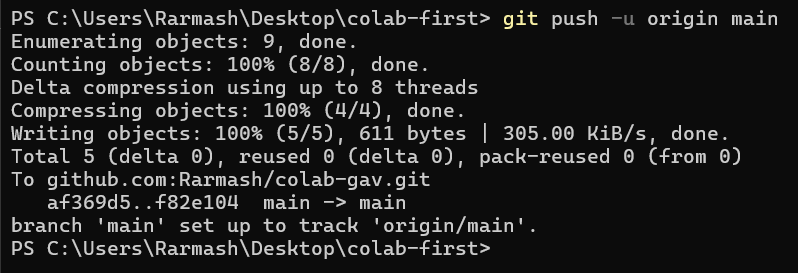 PS C:\Users\Rarmash\Desktop\colab-first> git push -u origin main
Enumerating objects: 9, done.
Counting objects: 100% (8/8), done.
Delta compression using up to 8 threads
Compressing objects: 100% (4/4), done.
Writing objects: 100% (5/5), 611 bytes | 305.00 KiB/s, done.
Total 5 (delta 0), reused 0 (delta 0), pack-reused 0 (from 0)
To github.com:Rarmash/colab-gav.git
   af369d5..f82e104  main -> main
branch 'main' set up to track 'origin/main'.
PS C:\Users\Rarmash\Desktop\colab-first>